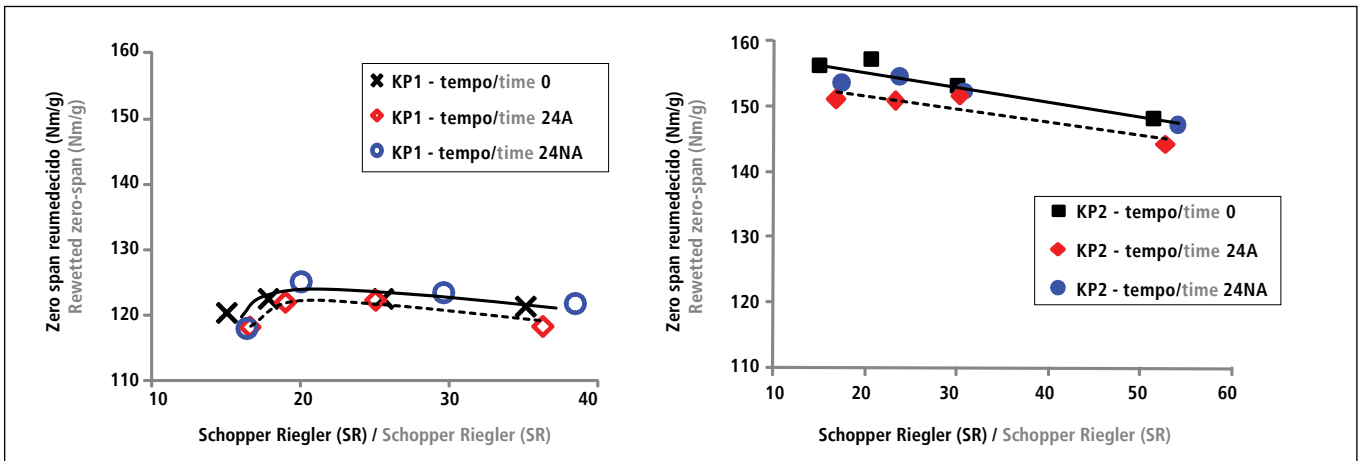 Zero span reumedecido (Nm/g)
Rewetted zero-span (Nm/g)
160
150
140
130
120
110
10
20
30
40
KP1 - tempo/time 0
KP1 - tempo/time 24A
KP1 - tempo/time 24NA
Schopper Riegler (SR) / Schopper Riegler (SR)
Zero span reumedecido (Nm/g)
Rewetted zero-span (Nm/g)
160
150
140
130
120
110
10
20
30
40
50
60
KP2 - tempo/time 0
KP2 - tempo/time 24A
KP2 - tempo/time 24NA
Schopper Riegler (SR) / Schopper Riegler (SR)